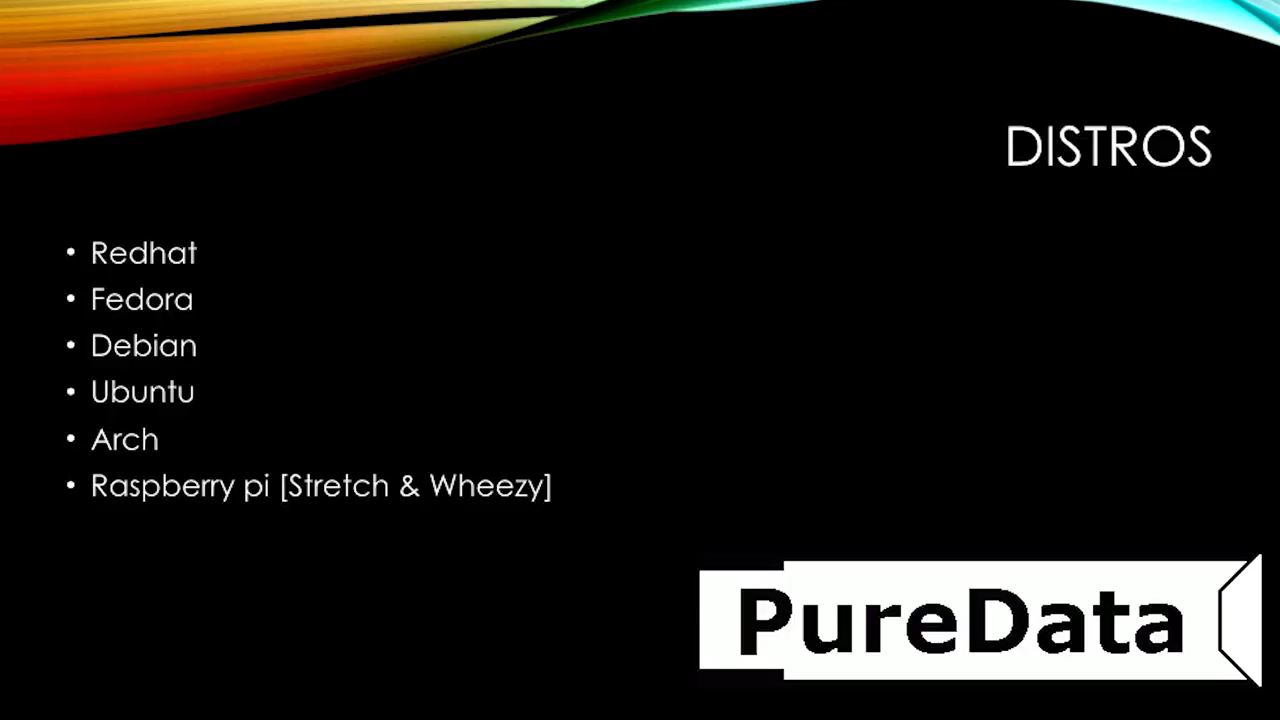 DISTROS
• Redhat
• Fedora
• Debian
• Ubuntu
• Arch
• Raspberry pi [Stretch & Wheezy]
PureData